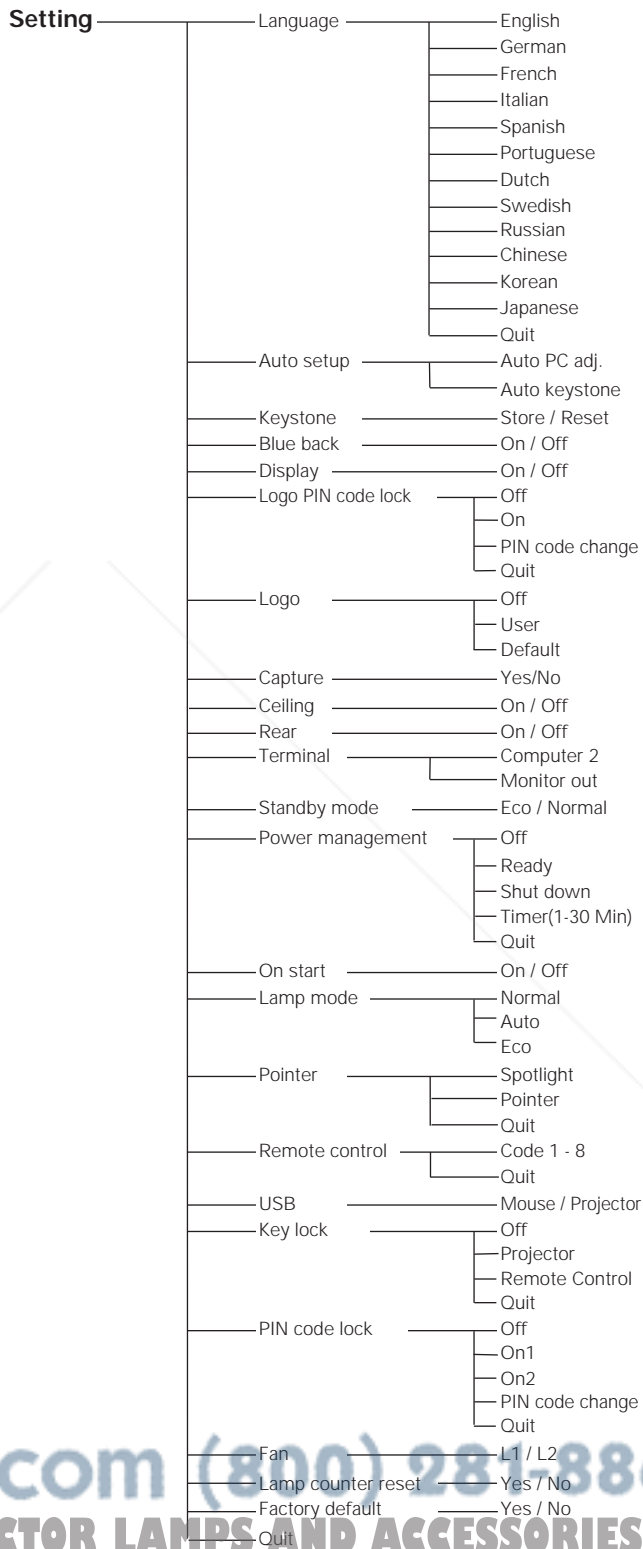 Setting Language English
German
French
Italian
Spanish
Portuguese
Dutch
Swedish
Russian
Chinese
Korean
Japanese
Quit
Auto setup Auto PC adj.
Auto keystone
Keystone Store / Reset
Blue back On / Off
Display On / Off
Logo PIN code lock Off
On
PIN code change
Quit
Logo Off
User
Default
Capture Yes/No
Ceiling On / Off
Rear On / Off
Terminal Computer 2
Monitor out
Standby mode Eco / Normal
Power management Off
Ready
Shut down
Timer(1-30 Min)
Quit
On start On / Off
Lamp mode Normal
Auto
Eco
Pointer Spotlight
Pointer
Quit
Remote control Code 1 - 8
Quit
USB Mouse / Projector
Key lock Off
Projector
Remote Control
Quit
PIN code lock Off
On1
On2
PIN code change
Quit
Fan L1 / L2
com (800) 281-88
Lamp counter reset Yes / No
Factory default Yes / No
CTOR LAMPS AND ACCESSORIES
Quit